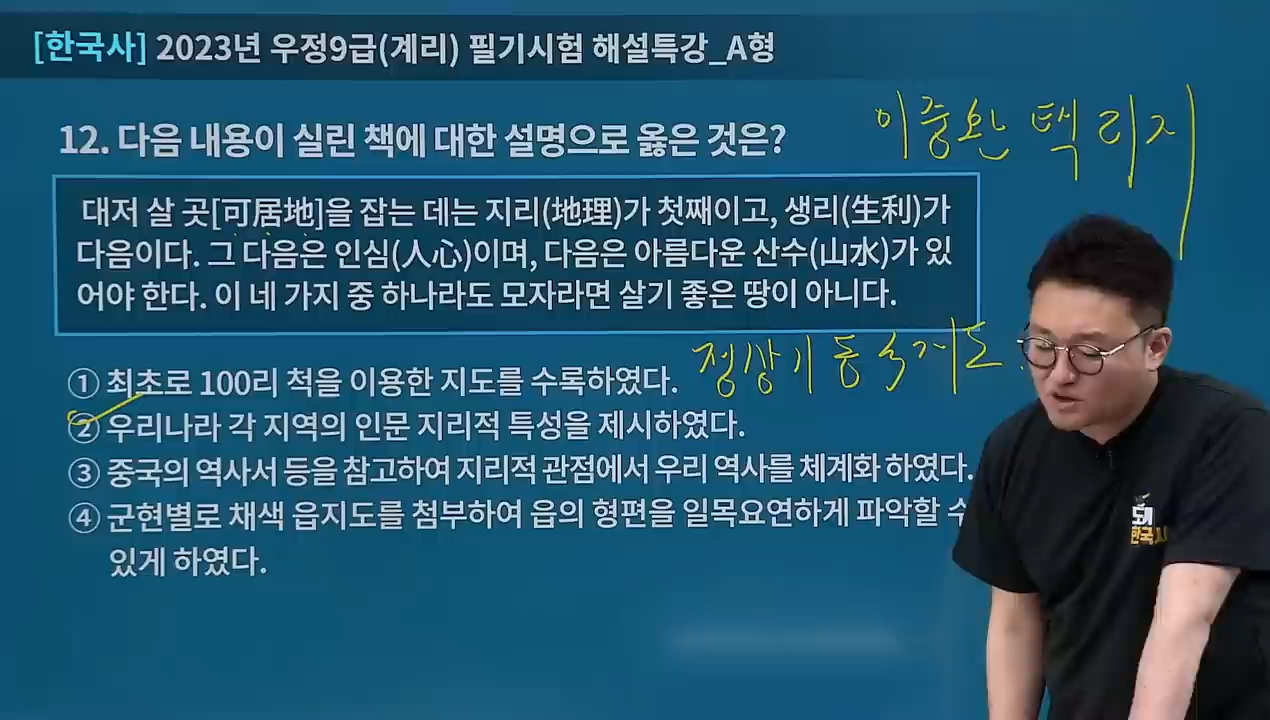 [한국사] 2023년 우정9급(계리) 필기시험 해설특강_A형
이중환 택리지
12. 다음 내용이 실린 책에 대한 설명으로 옳은 것은?
대저 살 곳[可居地]을 잡는 데는 지리(地理)가 첫째이고, 생리(生利)가
다음이다. 그 다음은 인심(人心)이며, 다음은 아름다운 산수(山水)가 있
어야 한다. 이 네 가지 중 하나라도 모자라면 살기 좋은 땅이 아니다.
정상기 동국지도
① 최초로 100리 척을 이용한 지도를 수록하였다.
② 우리나라 각 지역의 인문 지리적 특성을 제시하였다.
③ 중국의 역사서 등을 참고하여 지리적 관점에서 우리 역사를 체계화 하였다.
④ 군현별로 채색 읍지도를 첨부하여 읍의 형편을 일목요연하게 파악할 수
있게 하였다.
한국사